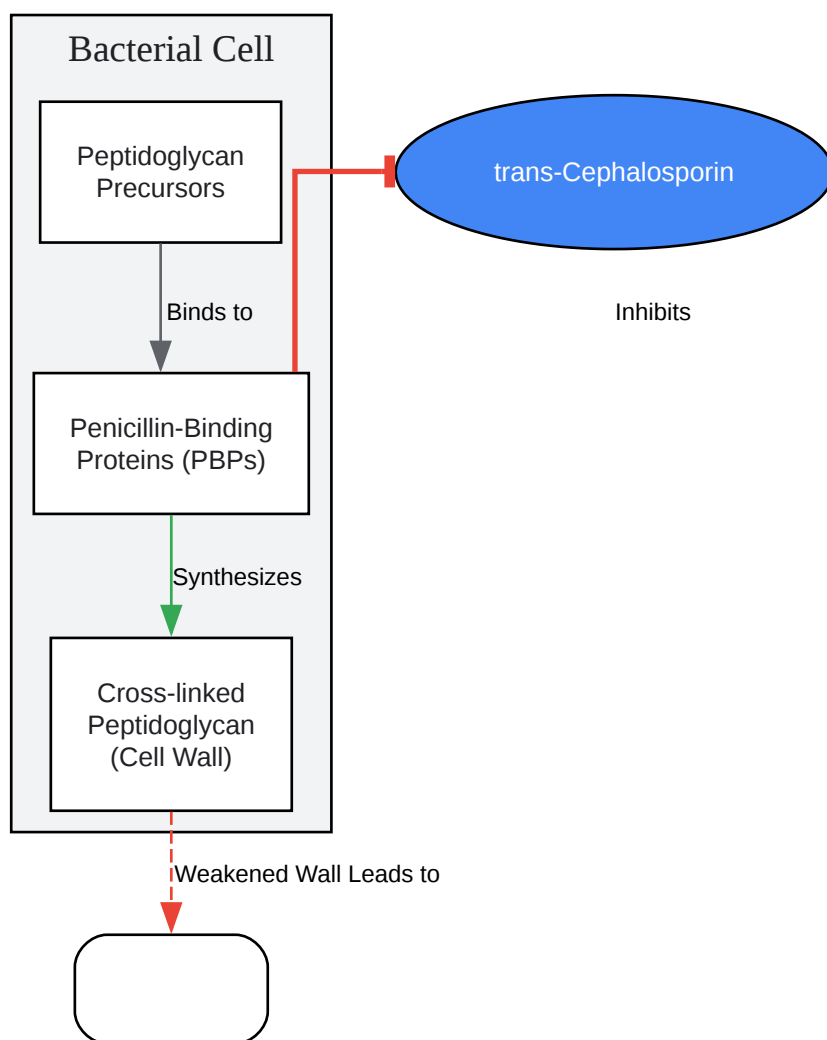 Bacterial Cell
Peptidoglycan
Precursors
trans-Cephalosporin
Binds to
Inhibits
Penicillin-Binding
Proteins (PBPs)
Synthesizes
Cross-linked
Peptidoglycan
(Cell Wall)
Weakened Wall Leads to